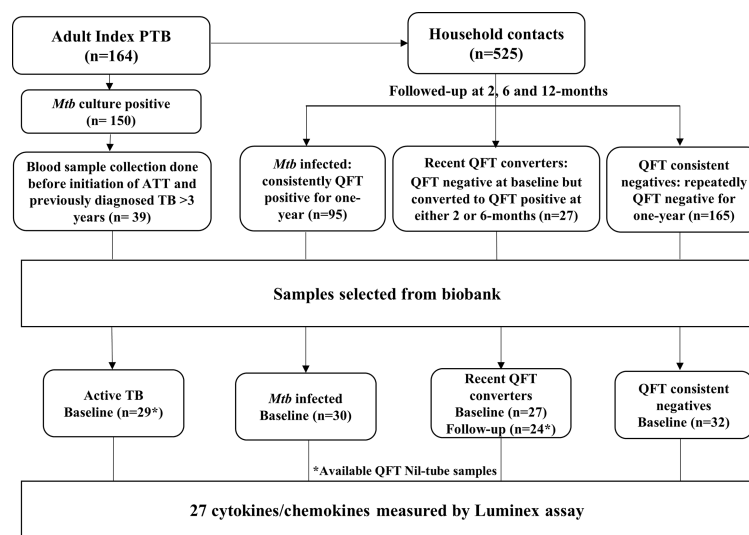 Adult Index PTB
(n=164)
Household contacts
(n=525)
Followed-up at 2, 6 and 12-months
Mtb culture positive
(n= 150)
Blood sample collection done
before initiation of ATT and
previously diagnosed TB >3
years (n= 39)
Mtb infected:
consistently QFT
positive for one-
year (n=95)
Recent QFT converters:
QFT negative at baseline but
converted to QFT positive at
either 2 or 6-months (n=27)
QFT consistent
negatives: repeatedly
QFT negative for
one-year (n=165)
Samples selected from biobank
Active TB
Baseline (n=29*)
Mtb infected
Baseline (n=30)
Recent QFT
converters
Baseline (n=27)
Follow-up (n=24*)
QFT consistent
negatives
Baseline (n=32)
*Available QFT Nil-tube samples
27 cytokines/chemokines measured by Luminex assay